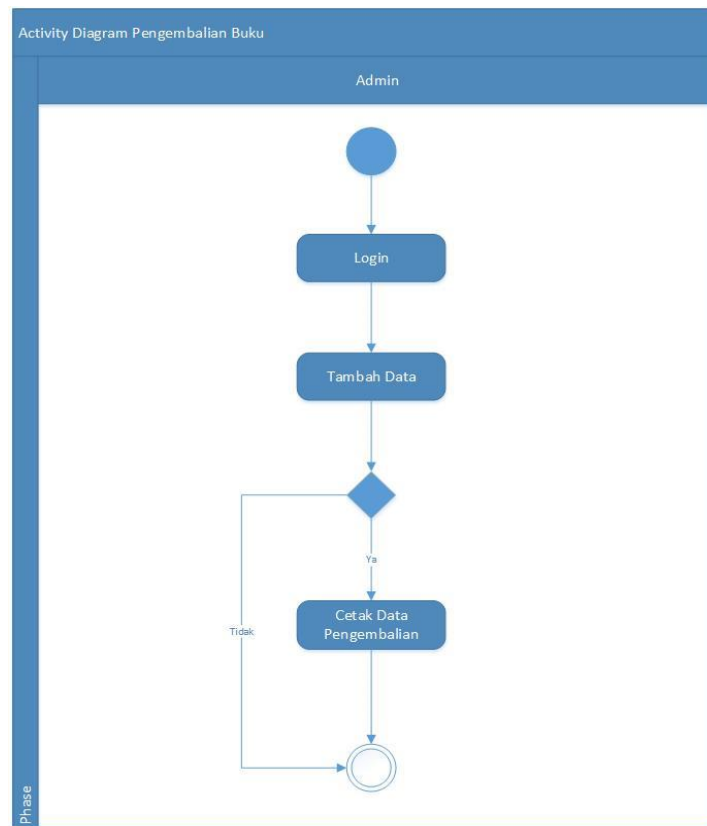 Activity Diagram Pengembalian Buku
Admin
Login
Tambah Data
Ya
Tidak
Cetak Data
Pengembalian
Phase